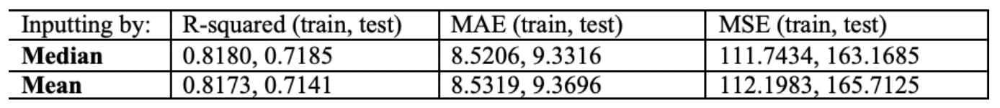 Inputting by: R-squared (train, test) MAE (train, test) MSE (train, test)
Median 0.8180, 0.7185 8.5206, 9.3316 111.7434, 163.1685
Mean 0.8173, 0.7141 8.5319, 9.3696 112.1983, 165.7125